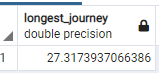 longest_journey
double precision
1
27.3173937066386